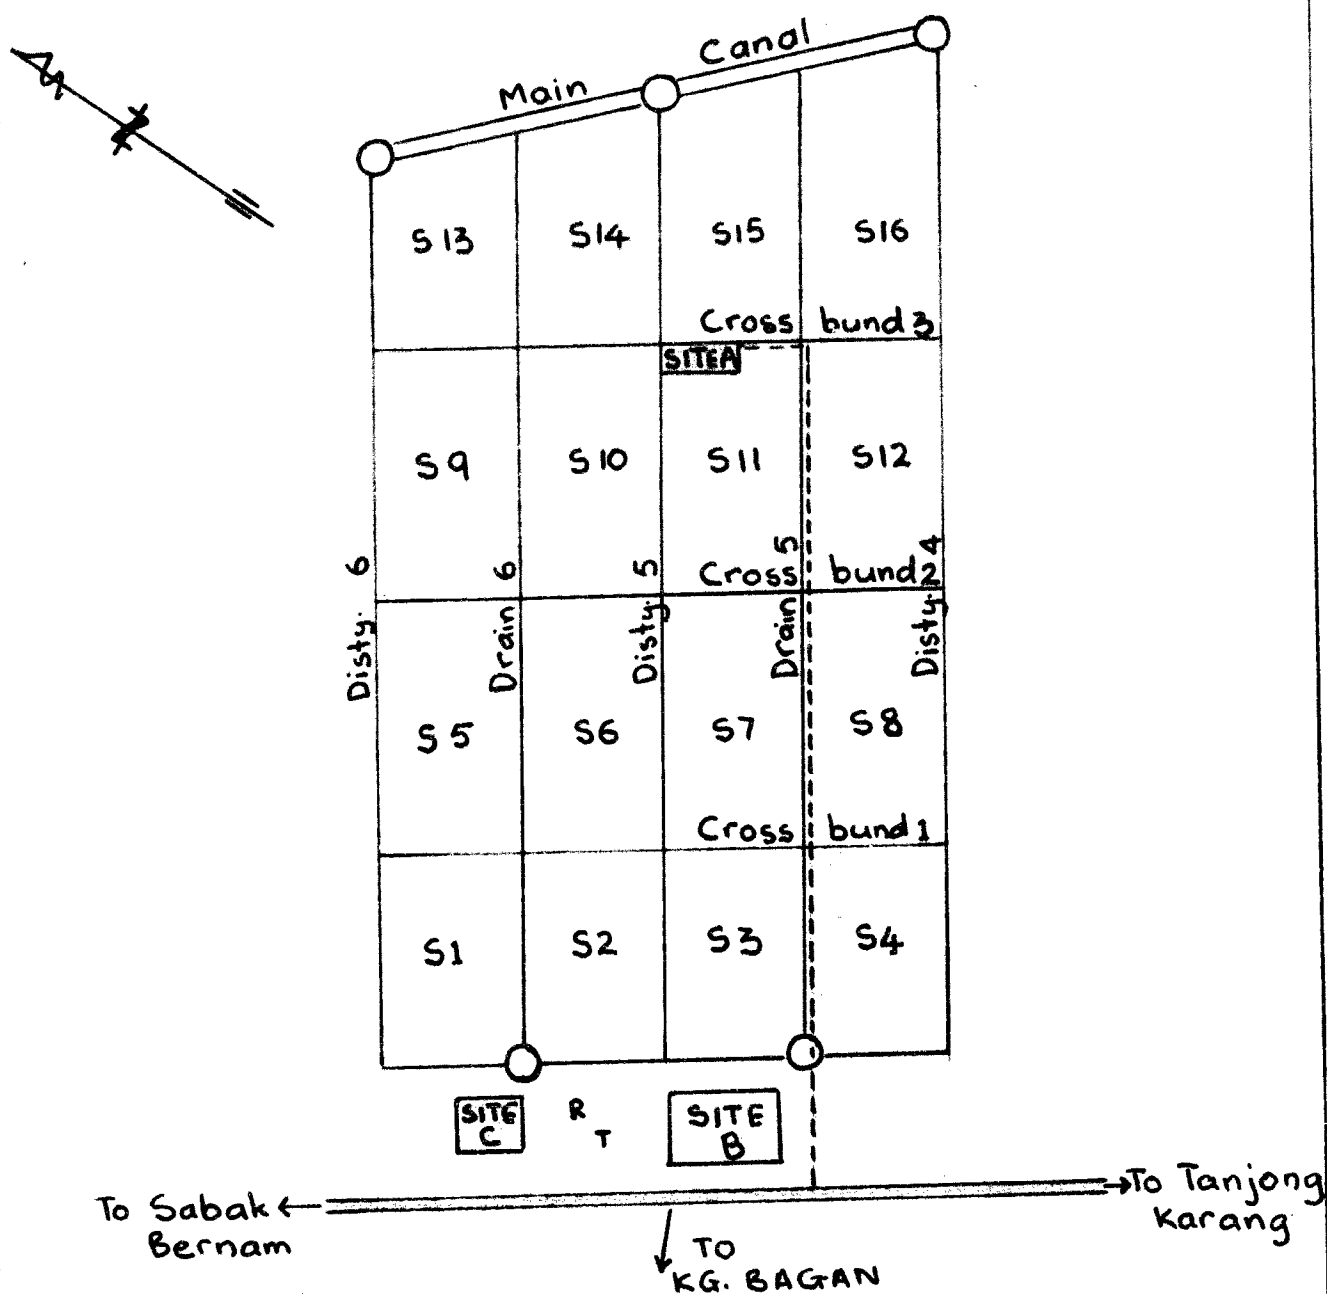 Main Canal
S13 S14 S15 S16
Cross bund 3
SITE A
S9 S10 S11 S12
Cross bund 2
Disty. 6
Drain 6
Disty. 5
Drain 5
Disty. 4
S5 S6 S7 S8
Cross bund 1
S1 S2 S3 S4
SITE
C
R
T
SITE
B
To Sabak
Bernam
To Tanjong
Karang
TO
KG. BAGAN